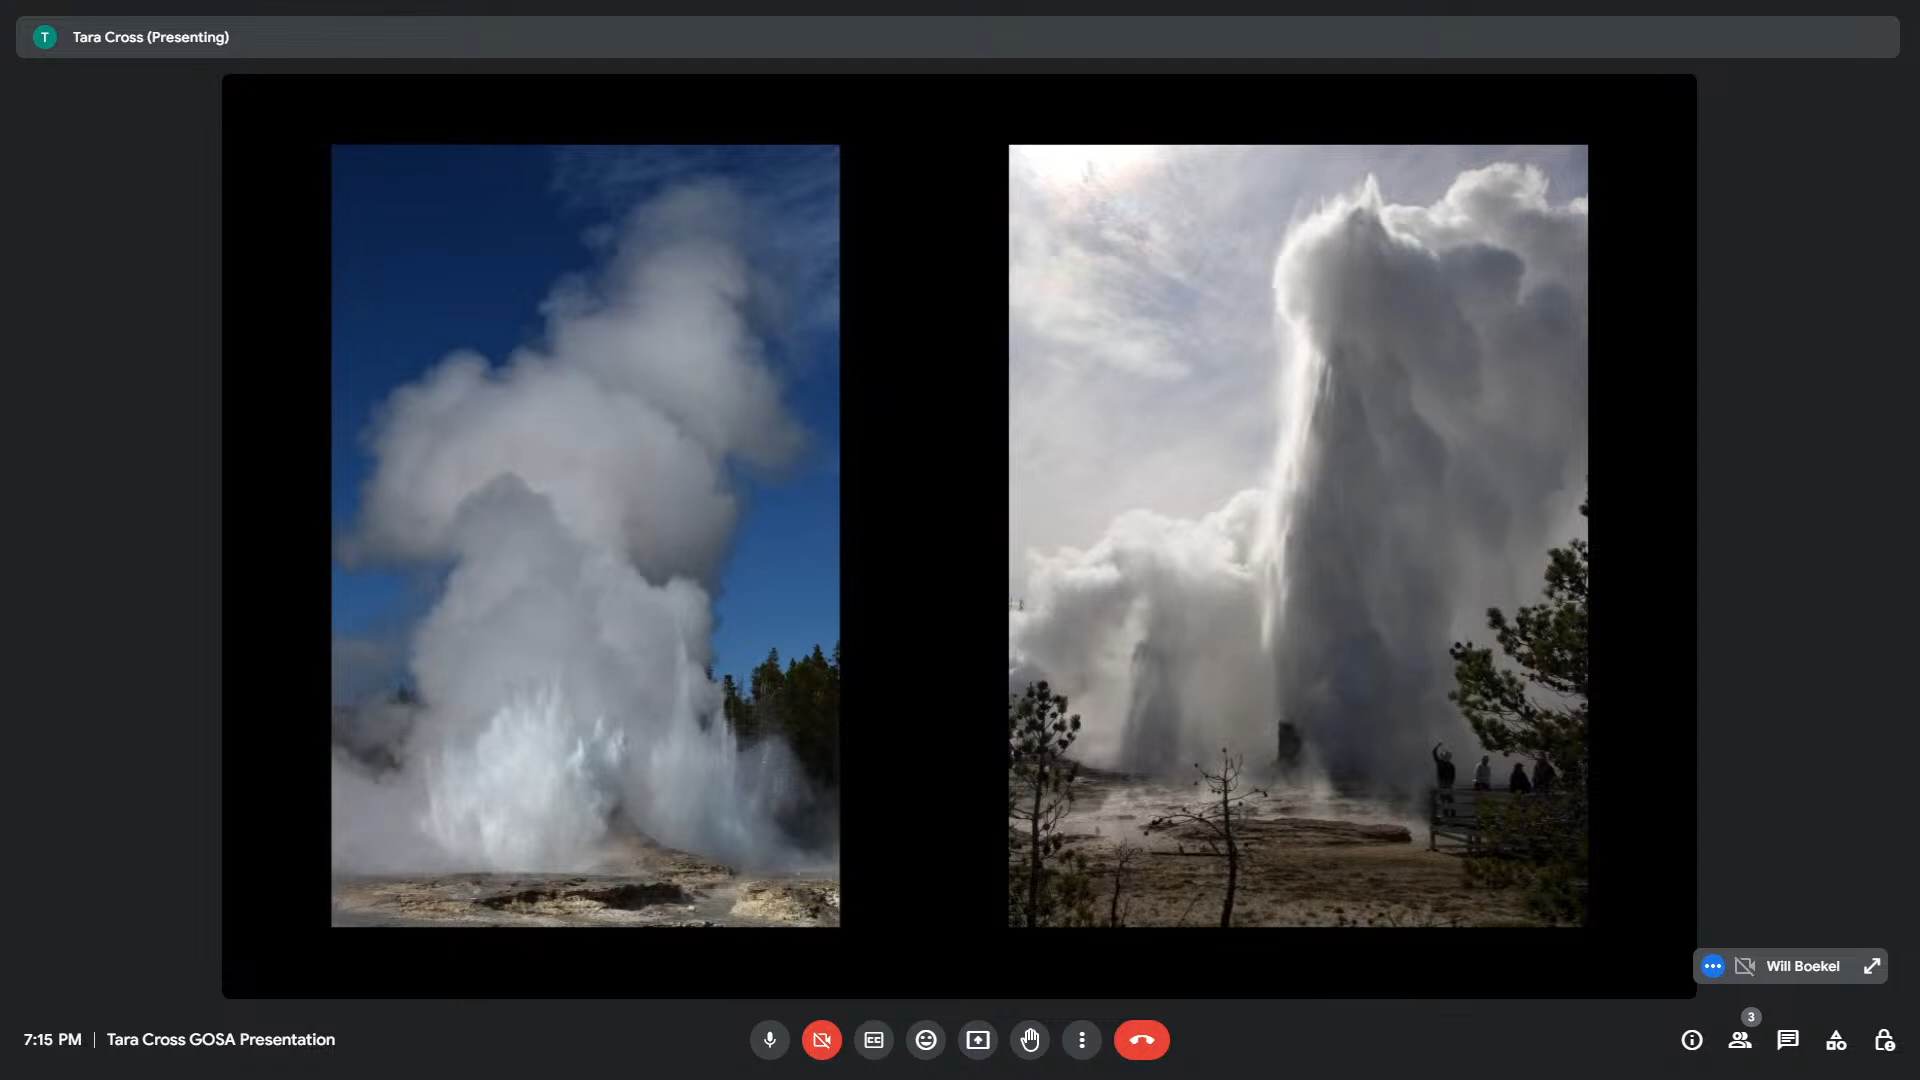 T
Tara Cross (Presenting)
Will Boekel
3
7:15 PM
Tara Cross GOSA Presentation